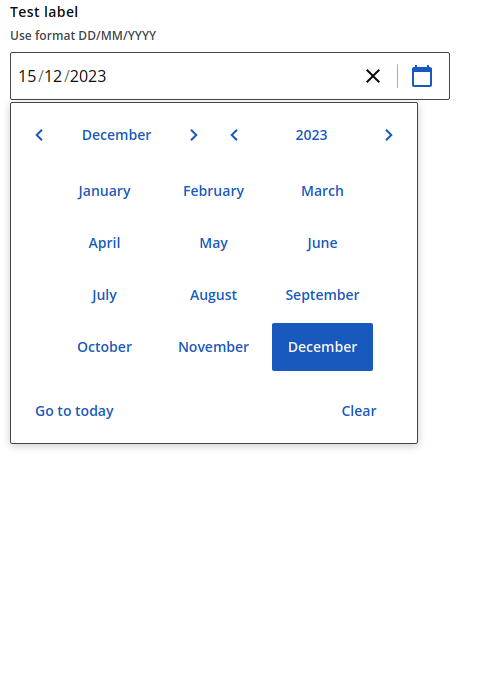 Test label
Use format DD/MM/YYYY
15/12/2023
December 2023
January February March
April May June
July August September
October November December
Go to today Clear